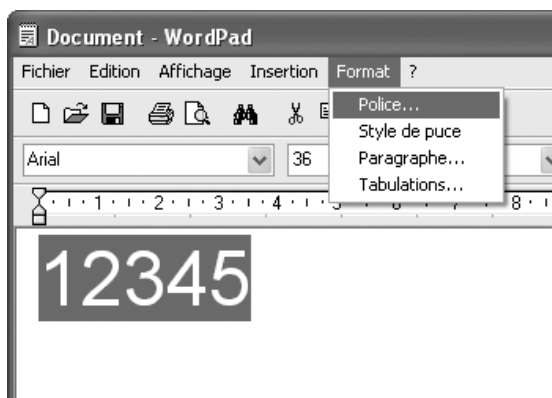 Document - WordPad
Fichier Edition Affichage Insertion Format ?
Police...
Style de puce
Arial 36
Paragraphe...
Tabulations...
1 2 3 4 8
12345